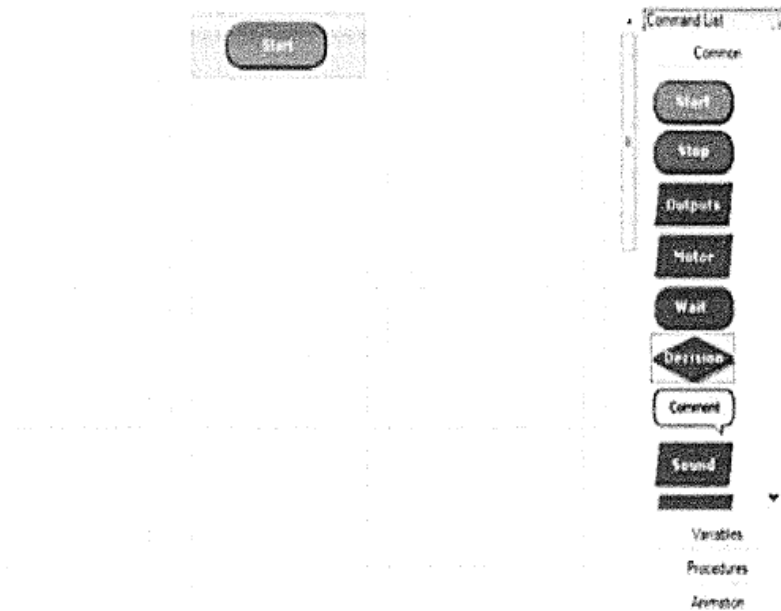 Start
Command List
Common
Start
Stop
Outputs
Motor
Wait
Decision
Comment
Sound
Variables
Procedures
Animation